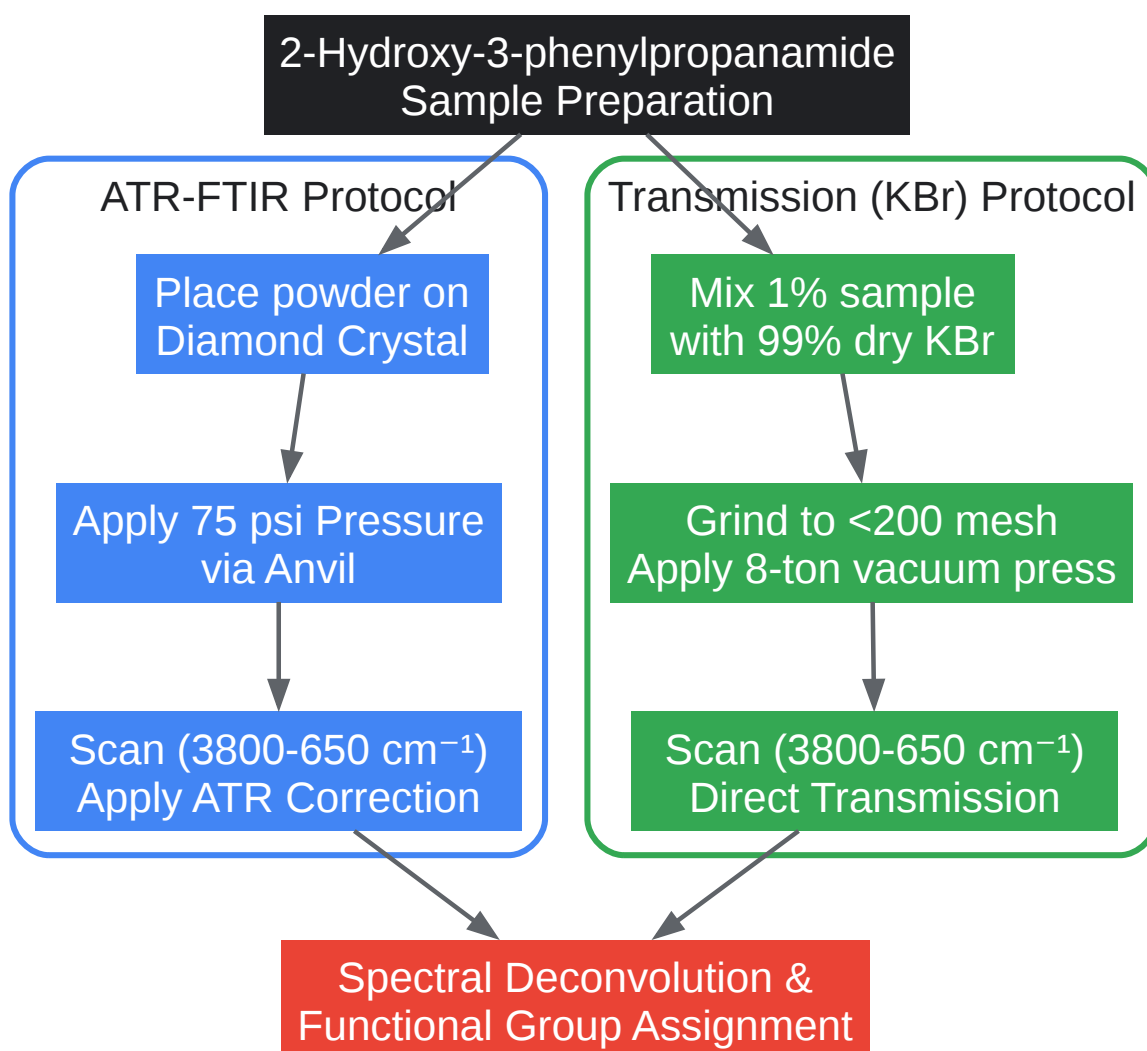 2-Hydroxy-3-phenylpropanamide
Sample Preparation
ATR-FTIR Protocol
Place powder on
Diamond Crystal
Apply 75 psi Pressure
via Anvil
Scan (3800-650 cm⁻¹)
Apply ATR Correction
Transmission (KBr) Protocol
Mix 1% sample
with 99% dry KBr
Grind to <200 mesh
Apply 8-ton vacuum press
Scan (3800-650 cm⁻¹)
Direct Transmission
Spectral Deconvolution &
Functional Group Assignment